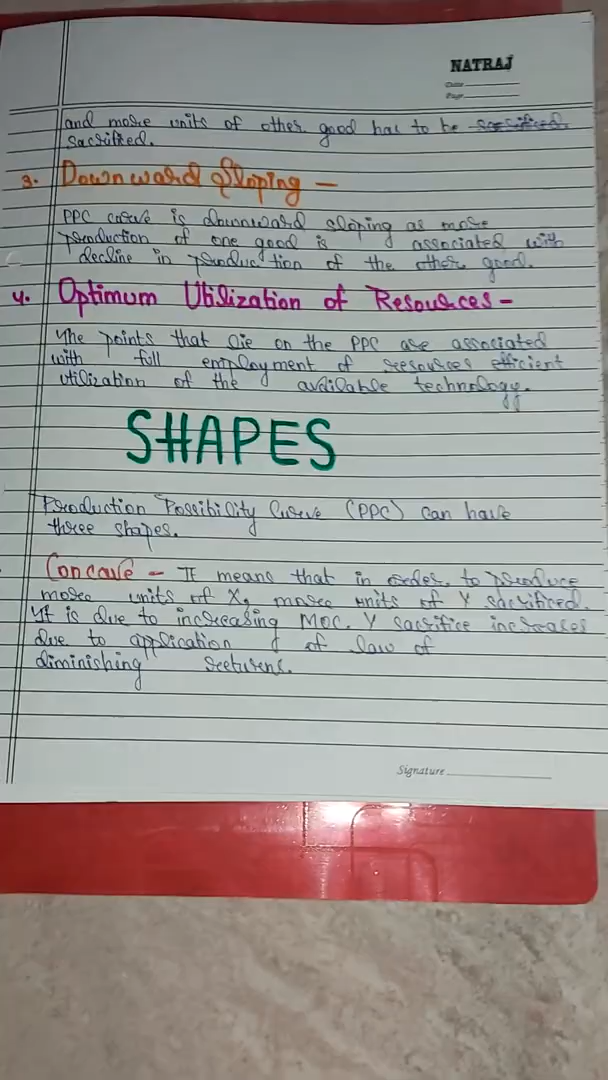 NATRAJ
Date
Page
and more units of other good has to be sacrificed.
sacrificed.
3. Downward Sloping -
PPC curve is downward sloping as more
production of one good is associated with
decline in production of the other good.
4. Optimum Utilization of Resources -
The points that lie on the PPC are associated
with full employment of resources efficient
utilization of the available technology.
SHAPES
Production Possibility Curve (PPC) can have
three shapes.
Concave - It means that in order to produce
more units of X, more units of Y sacrificed.
It is due to increasing MOC. Y sacrifice increases
due to application of law of
diminishing returns.
Signature